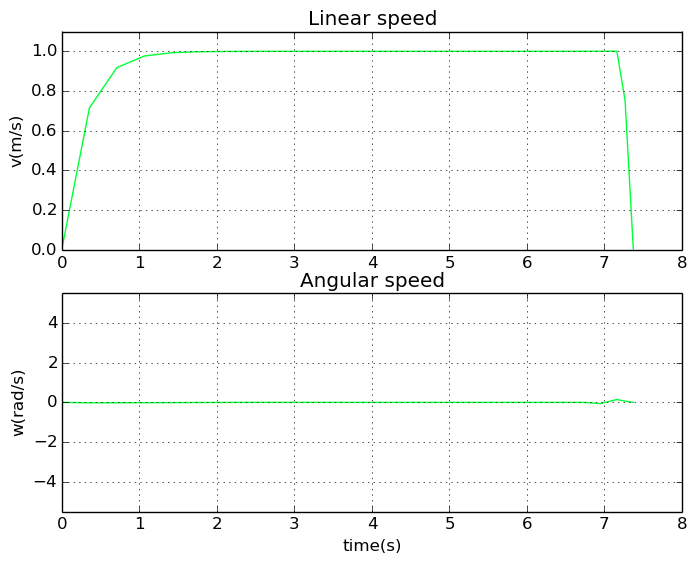 Linear speed
v(m/s)
1.0
0.8
0.6
0.4
0.2
0.0
0 1 2 3 4 5 6 7 8
Angular speed
w(rad/s)
4
2
0
−2
−4
0 1 2 3 4 5 6 7 8
time(s)